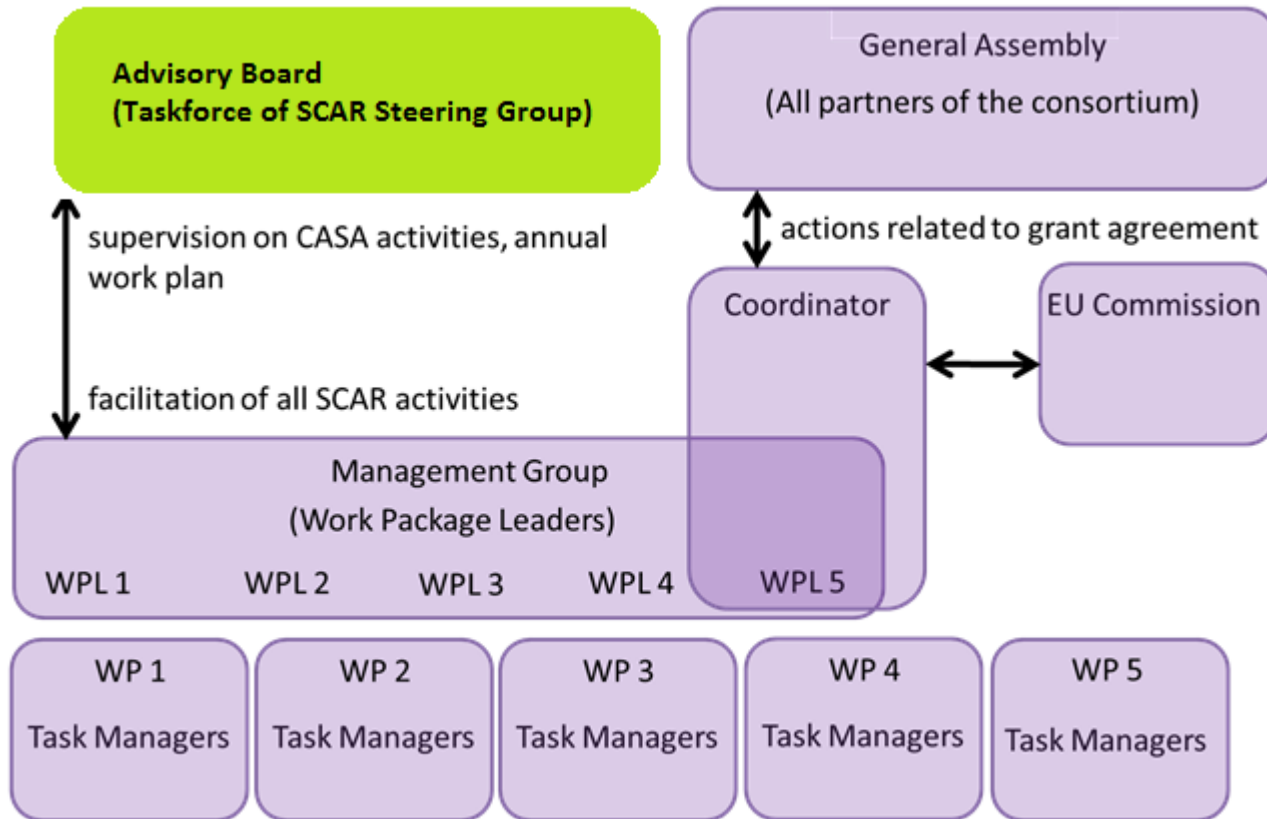 Advisory Board
(Taskforce of SCAR Steering Group)
General Assembly
(All partners of the consortium)
supervision on CASA activities, annual
work plan
actions related to grant agreement
Coordinator
EU Commission
facilitation of all SCAR activities
Management Group
(Work Package Leaders)
WPL 1 WPL 2 WPL 3 WPL 4 WPL 5
WP 1
Task Managers
WP 2
Task Managers
WP 3
Task Managers
WP 4
Task Managers
WP 5
Task Managers